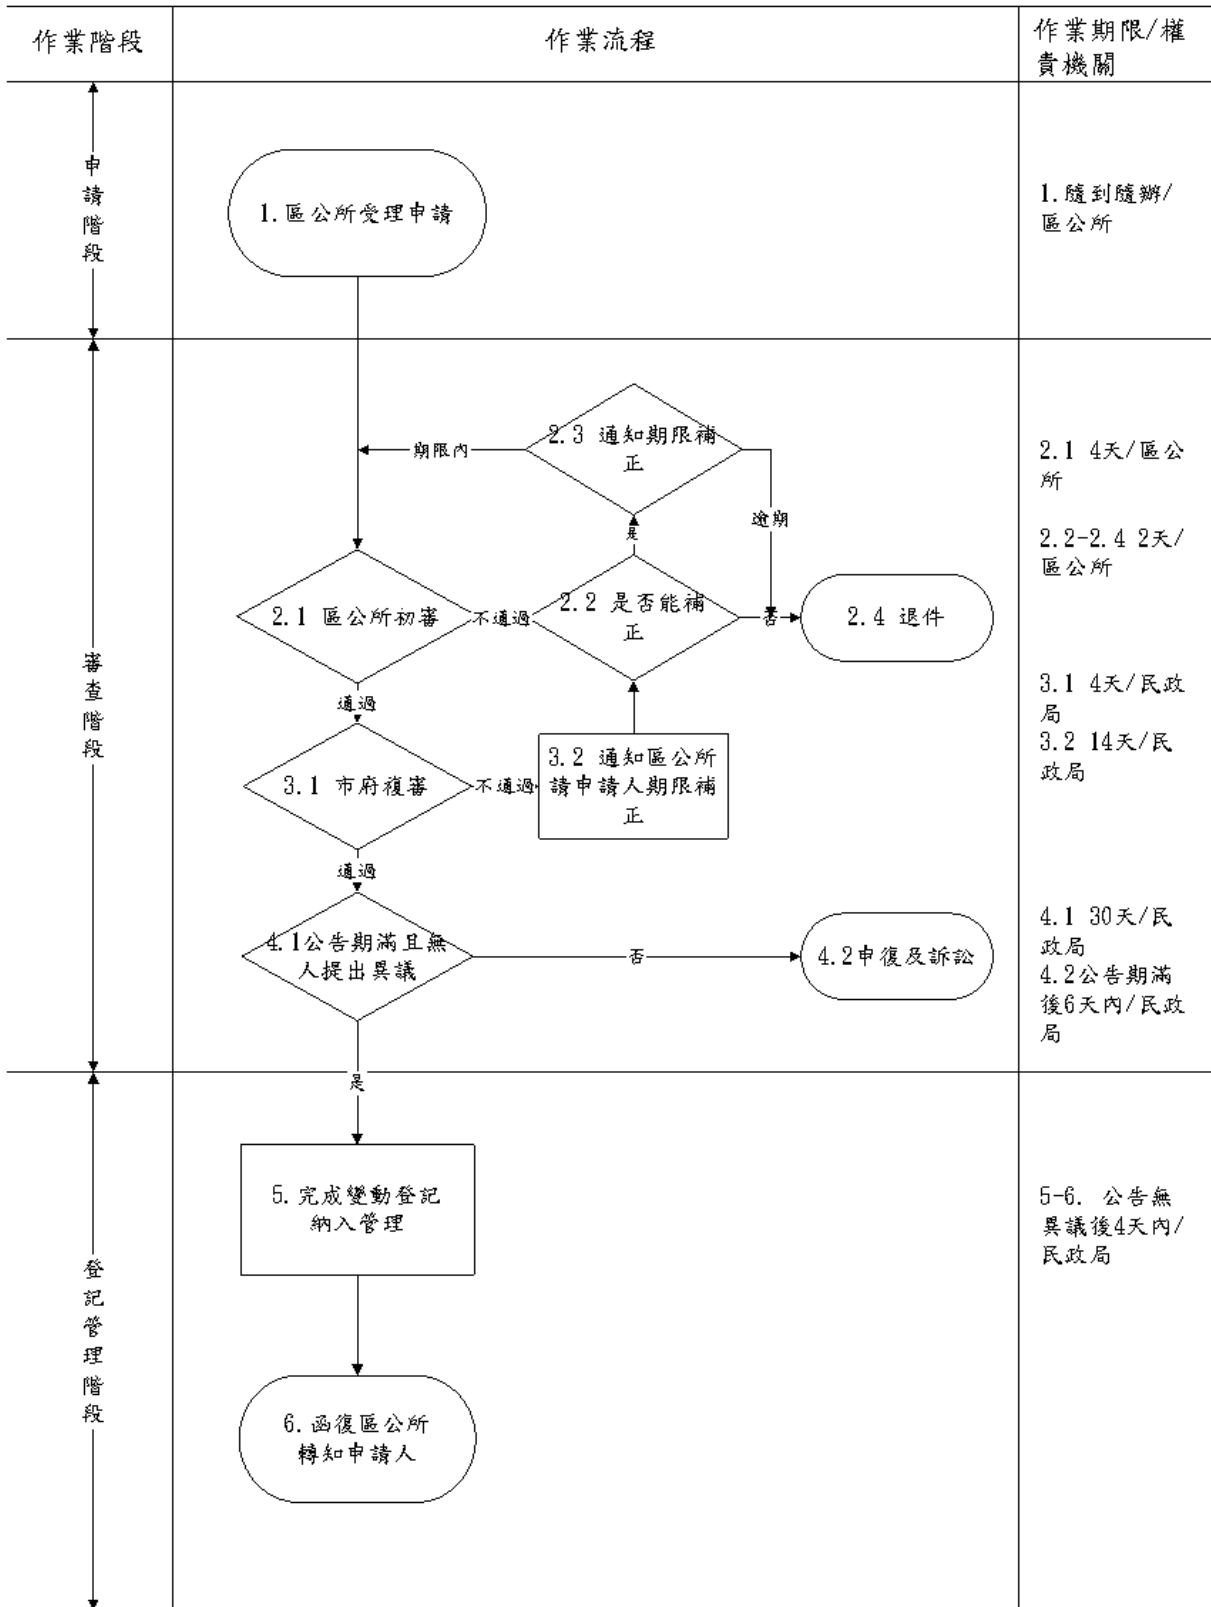 作業階段
作業流程
作業期限/權
責機關
申
請
階
段
1.區公所受理申請
1.隨到隨辦/
區公所
審
查
階
段
2.3 通知期限補
正
期限內
逾期
是
2.1 區公所初審
不通過
2.2 是否能補
正
否
2.4 退件
通過
3.1 市府複審
不通過
3.2 通知區公所
請申請人期限補
正
通過
4.1公告期滿且無
人提出異議
否
4.2申復及訴訟
是
2.1 4天/區公
所
2.2-2.4 2天/
區公所
3.1 4天/民政
局
3.2 14天/民
政局
4.1 30天/民
政局
4.2公告期滿
後6天內/民政
局
登
記
管
理
階
段
5.完成變動登記
納入管理
6.函復區公所
轉知申請人
5-6. 公告無
異議後4天內/
民政局